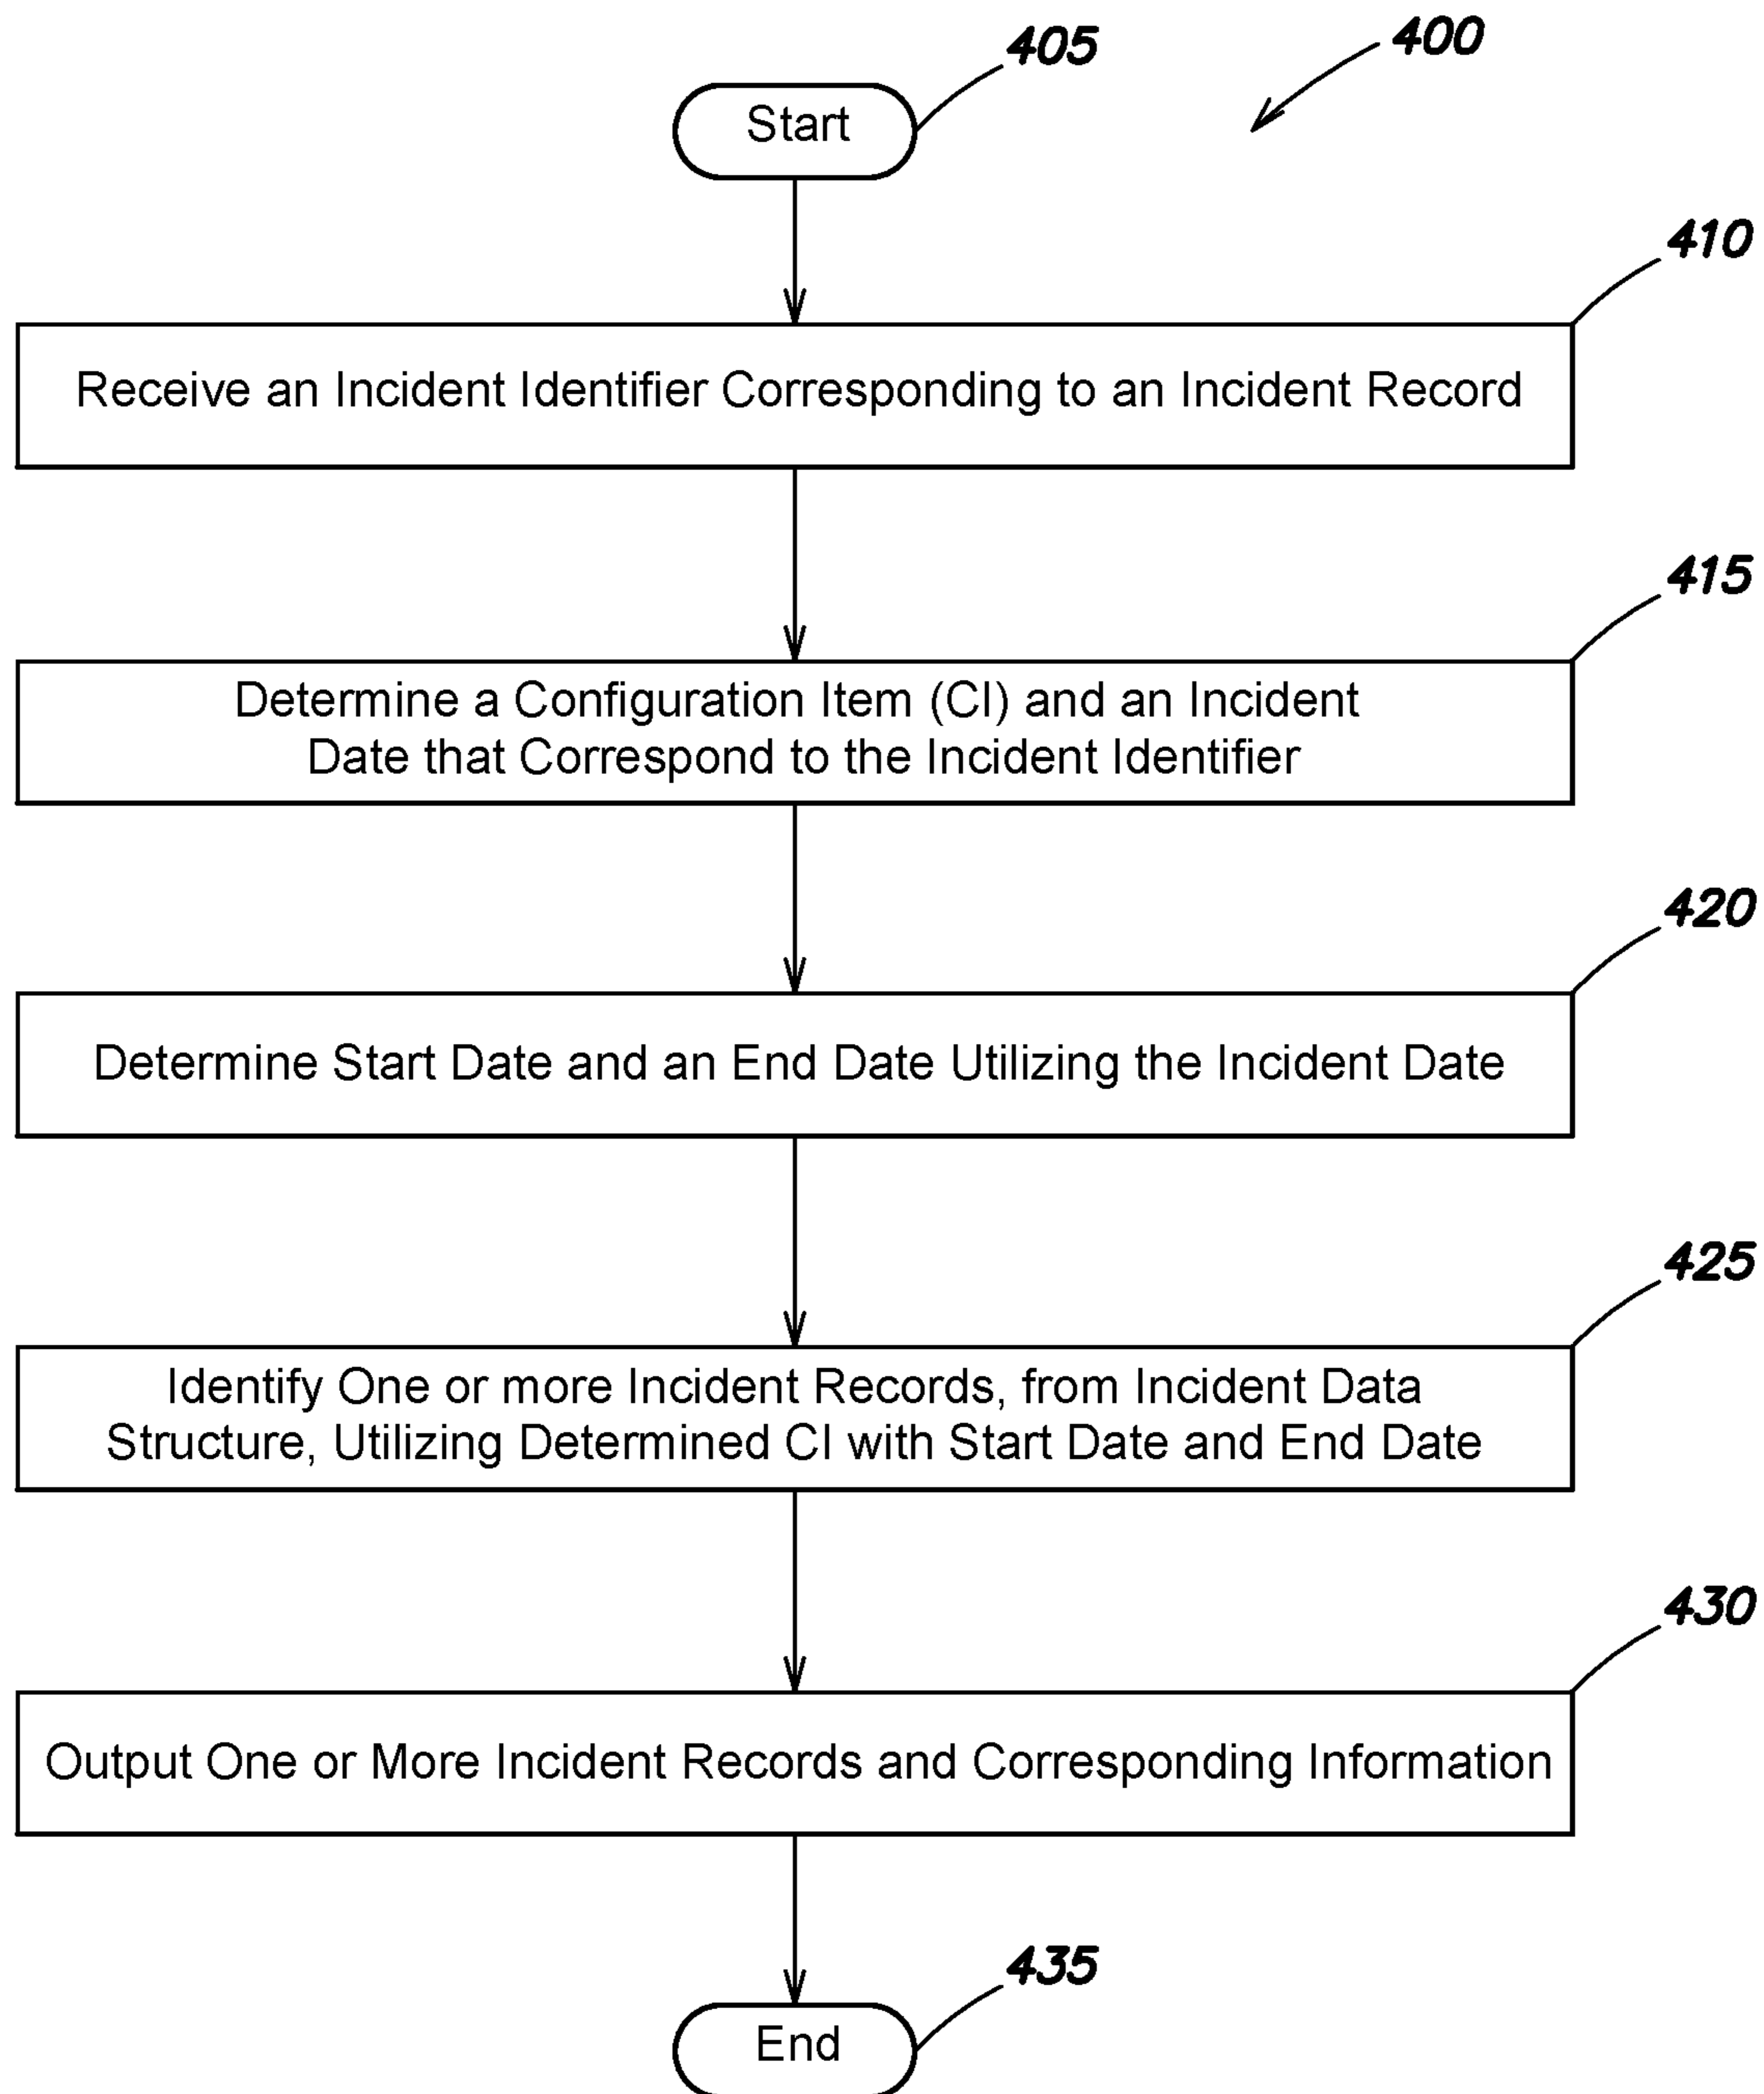 400
405
Start
410
Receive an Incident Identifier Corresponding to an Incident Record
415
Determine a Configuration Item (CI) and an Incident
Date that Correspond to the Incident Identifier
420
Determine Start Date and an End Date Utilizing the Incident Date
425
Identify One or more Incident Records, from Incident Data
Structure, Utilizing Determined CI with Start Date and End Date
430
Output One or More Incident Records and Corresponding Information
435
End